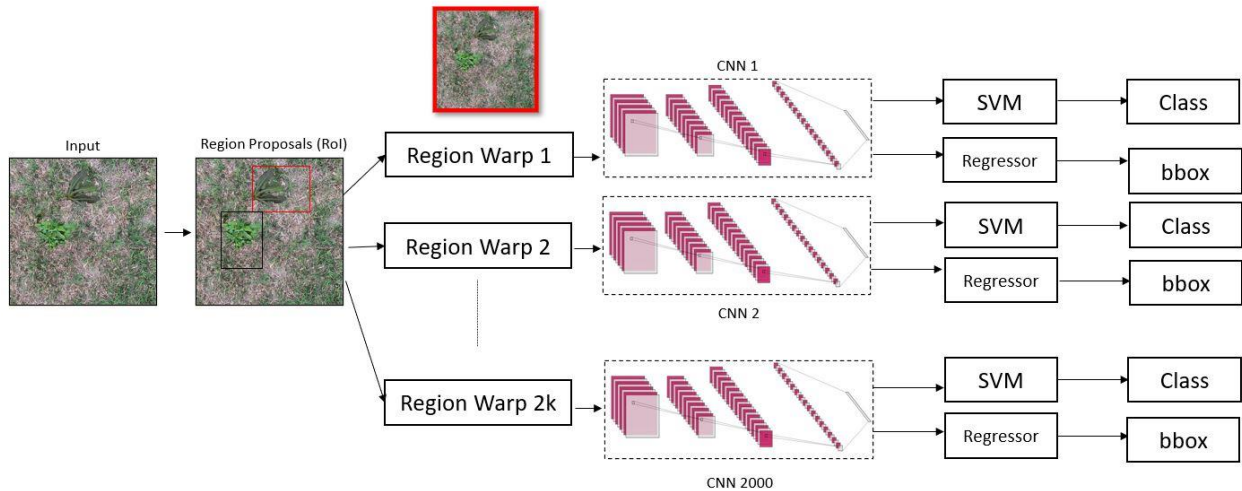 Input
Region Proposals (RoI)
Region Warp 1
CNN 1
SVM
Class
Regressor
bbox
Region Warp 2
CNN 2
SVM
Class
Regressor
bbox
Region Warp 2k
CNN 2000
SVM
Class
Regressor
bbox